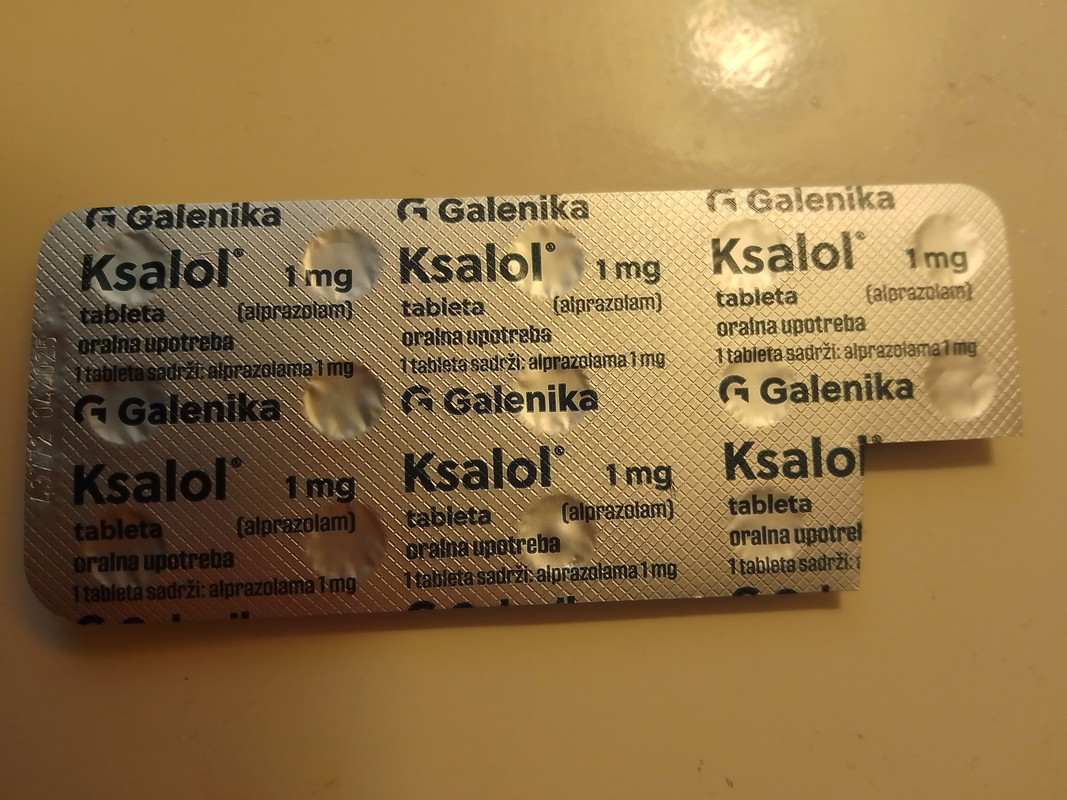 Galenika Galenika Galenika
Ksalol® 1 mg Ksalol® 1 mg Ksalol® 1 mg
tableta (alprazolam) tableta (alprazolam) tableta (alprazolam)
oralna upotreba oralna upotreba oralna upotreba
1 tableta sadrži: alprazolama 1 mg 1 tableta sadrži: alprazolama 1 mg 1 tableta sadrži: alprazolama 1 mg
Galenika Galenika Galenika
Ksalol® 1 mg Ksalol® 1 mg Ksalol®
tableta (alprazolam) tableta (alprazolam) tableta
oralna upotreba oralna upotreba oralna upotre
1 tableta sadrži: alprazolama 1 mg 1 tableta sadrži: alprazolama 1 mg 1 tableta sadrži: